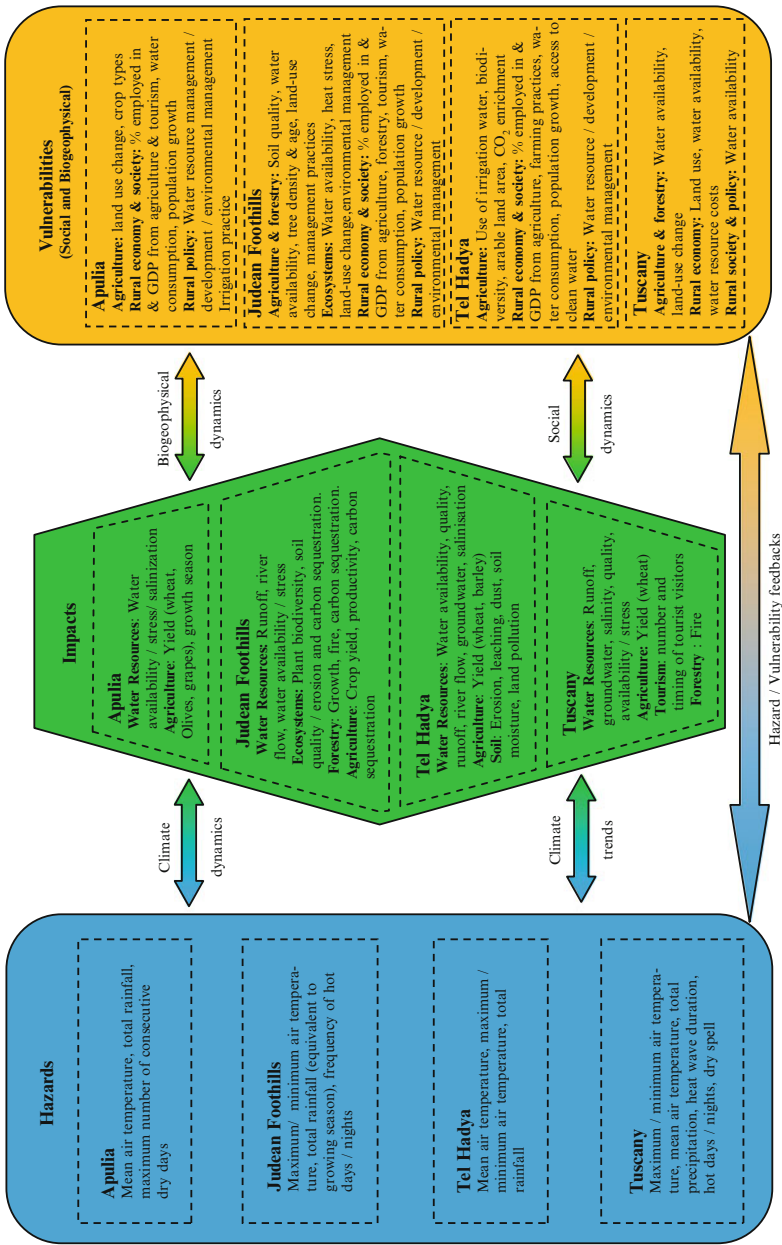 Hazards
Apulia
Mean air temperature, total rainfall,
maximum number of consecutive
dry days
Judean Foothills
Maximum/ minimum air tempera-
ture, total rainfall (equivalent to
growing season), frequency of hot
days / nights
Tel Hadya
Mean air temperature, maximum /
minimum air temperature, total
rainfall
Tuscany
Maximum / minimum air tempera-
ture, mean air temperature, total
precipitation, heat wave duration,
hot days / nights, dry spell
Climate
dynamics
Climate
trends
Impacts
Apulia
Water Resources: Water
availability / stress/ salinization
Agriculture: Yield (wheat,
Olives, grapes), growth season
Judean Foothills
Water Resources: Runoff, river
flow, water availability / stress
Ecosystems: Plant biodiversity, soil
quality / erosion and carbon sequestration.
Forestry: Growth, fire, carbon sequestration.
Agriculture: Crop yield, productivity, carbon
sequestration
Tel Hadya
Water Resources: Water availability, quality,
runoff, river flow, groundwater, salinisation
Agriculture: Yield (wheat, barley)
Soil: Erosion, leaching, dust, soil
moisture, land pollution
Tuscany
Water Resources: Runoff,
groundwater, salinity, quality,
availability / stress
Agriculture: Yield (wheat)
Tourism: number and
timing of tourist visitors
Forestry : Fire
Biogeophysical
dynamics
Social
dynamics
Vulnerabilities
(Social and Biogeophysical)
Apulia
Agriculture: land use change, crop types
Rural economy & society: % employed in
& GDP from agriculture & tourism, water
consumption, population growth
Rural policy: Water resource management /
development / environmental management
Irrigation practice
Judean Foothills
Agriculture & forestry: Soil quality, water
availability, tree density & age, land-use
change, management practices
Ecosystems: Water availability, heat stress,
land-use change,environmental management
Rural economy & society: % employed in &
GDP from agriculture, forestry, tourism, wa-
ter consumption, population growth
Rural policy: Water resource / development /
environmental management
Tel Hadya
Agriculture: Use of irrigation water, biodi-
versity, arable land area, CO₂ enrichment
Rural economy & society: % employed in &
GDP from agriculture, farming practices, wa-
ter consumption, population growth, access to
clean water
Rural policy: Water resource / development /
environmental management
Tuscany
Agriculture & forestry: Water availability,
land-use change
Rural economy: Land use, water availability,
water resource costs
Rural society & policy: Water availability
Hazard / Vulnerability feedbacks